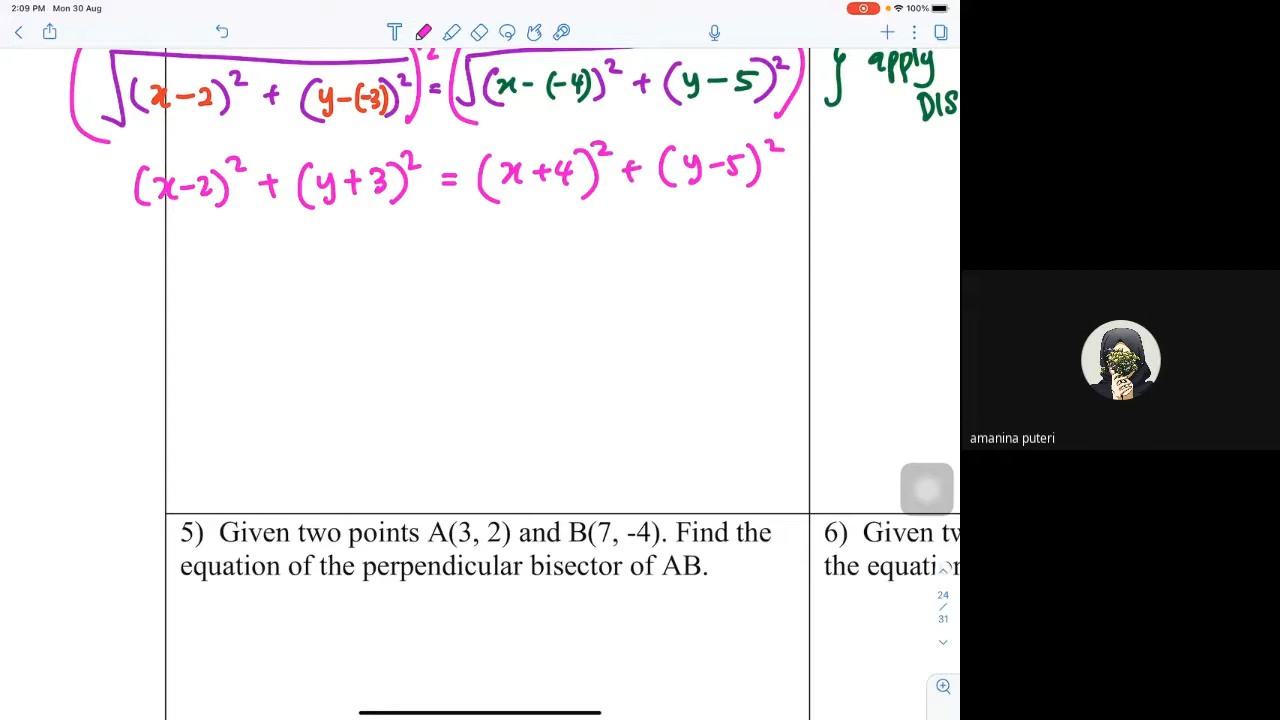 2:09 PM Mon 30 Aug
100%
(√(x-2)² + (y-(-3))²)² = (√(x-(-4))² + (y-5)²)
apply
DIS
(x-2)² + (y+3)² = (x+4)² + (y-5)²
amanina puteri
5) Given two points A(3, 2) and B(7, -4). Find the
equation of the perpendicular bisector of AB.
6) Given tw
the equation
24
/
31